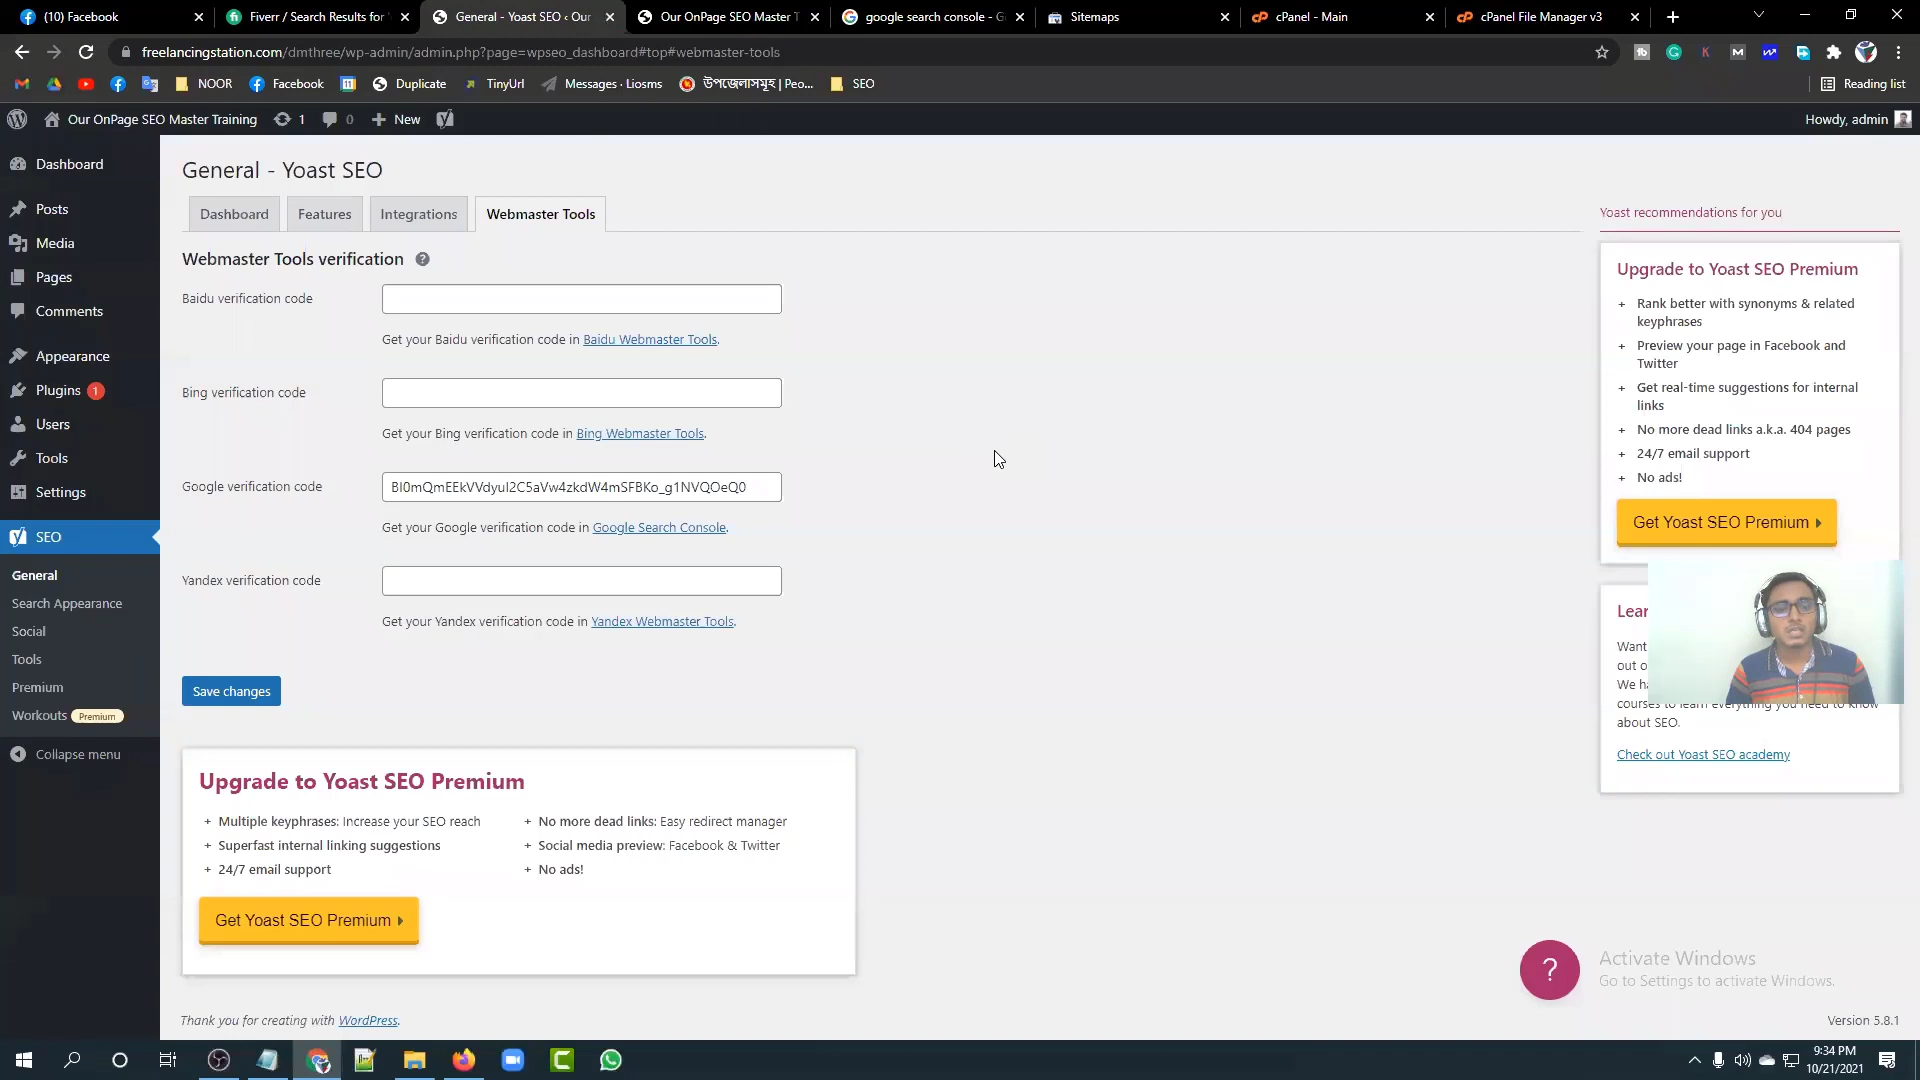 (10) Facebook
Fiverr / Search Results for
General - Yoast SEO ‹ Our
Our OnPage SEO Master T
google search console - G
Sitemaps
cPanel - Main
cPanel File Manager v3
freelancingstation.com/dmthree/wp-admin/admin.php?page=wpseo_dashboard#top#webmaster-tools
NOOR
Facebook
Duplicate
TinyUrl
Messages · Liosms
উপজেলাসমূহ | Peo...
SEO
Reading list
Our OnPage SEO Master Training
1
0
New
Howdy, admin
Dashboard
Posts
Media
Pages
Comments
Appearance
Plugins 1
Users
Tools
Settings
SEO
General
Search Appearance
Social
Tools
Premium
Workouts Premium
Collapse menu
General - Yoast SEO
Dashboard
Features
Integrations
Webmaster Tools
Webmaster Tools verification
Baidu verification code
Get your Baidu verification code in Baidu Webmaster Tools.
Bing verification code
Get your Bing verification code in Bing Webmaster Tools.
Google verification code
Get your Google verification code in Google Search Console.
Yandex verification code
Get your Yandex verification code in Yandex Webmaster Tools.
Save changes
Upgrade to Yoast SEO Premium
+ Multiple keyphrases: Increase your SEO reach
+ Superfast internal linking suggestions
+ 24/7 email support
+ No more dead links: Easy redirect manager
+ Social media preview: Facebook & Twitter
+ No ads!
Get Yoast SEO Premium
Thank you for creating with WordPress.
Yoast recommendations for you
Upgrade to Yoast SEO Premium
+ Rank better with synonyms & related
keyphrases
+ Preview your page in Facebook and
Twitter
+ Get real-time suggestions for internal
links
+ No more dead links a.k.a. 404 pages
+ 24/7 email support
+ No ads!
Get Yoast SEO Premium
Lear
Want
out o
We ha
courses to learn everything you need to know
about SEO.
Check out Yoast SEO academy
?
Activate Windows
Go to Settings to activate Windows.
Version 5.8.1
9:34 PM
10/21/2021